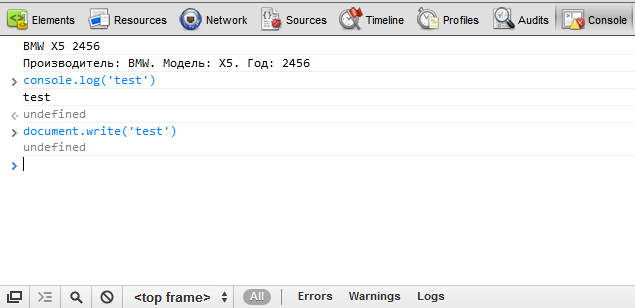 Elements Resources Network Sources Timeline Profiles Audits Console
BMW X5 2456
Производитель: BMW. Модель: X5. Год: 2456
> console.log('test')
test
<· undefined
> document.write('test')
undefined
>
<top frame> All Errors Warnings Logs